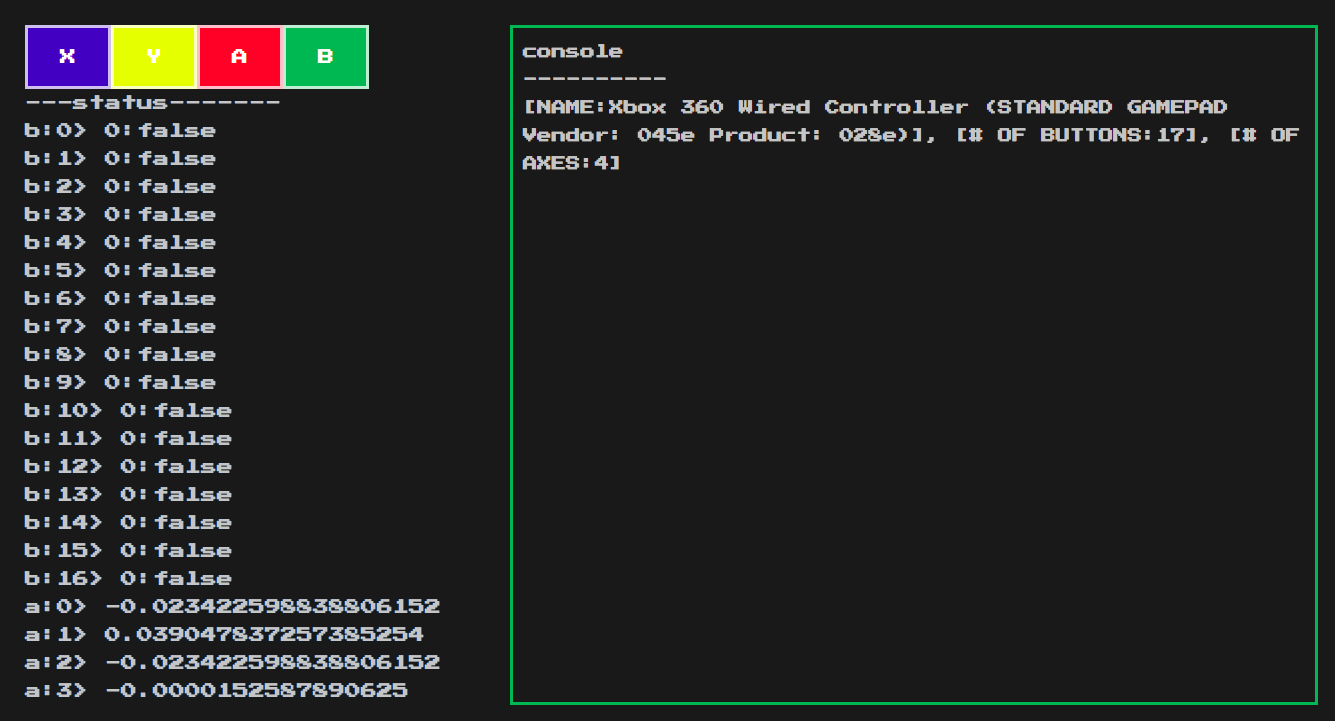 X Y A B
---status-------
b:0> 0:false
b:1> 0:false
b:2> 0:false
b:3> 0:false
b:4> 0:false
b:5> 0:false
b:6> 0:false
b:7> 0:false
b:8> 0:false
b:9> 0:false
b:10> 0:false
b:11> 0:false
b:12> 0:false
b:13> 0:false
b:14> 0:false
b:15> 0:false
b:16> 0:false
a:0> -0.023422598838806152
a:1> 0.039047837257385254
a:2> -0.023422598838806152
a:3> -0.0000152587890625
console
----------
[NAME:Xbox 360 Wired Controller (STANDARD GAMEPAD
Vendor: 045e Product: 028e)], [# OF BUTTONS:17], [# OF
AXES:4]